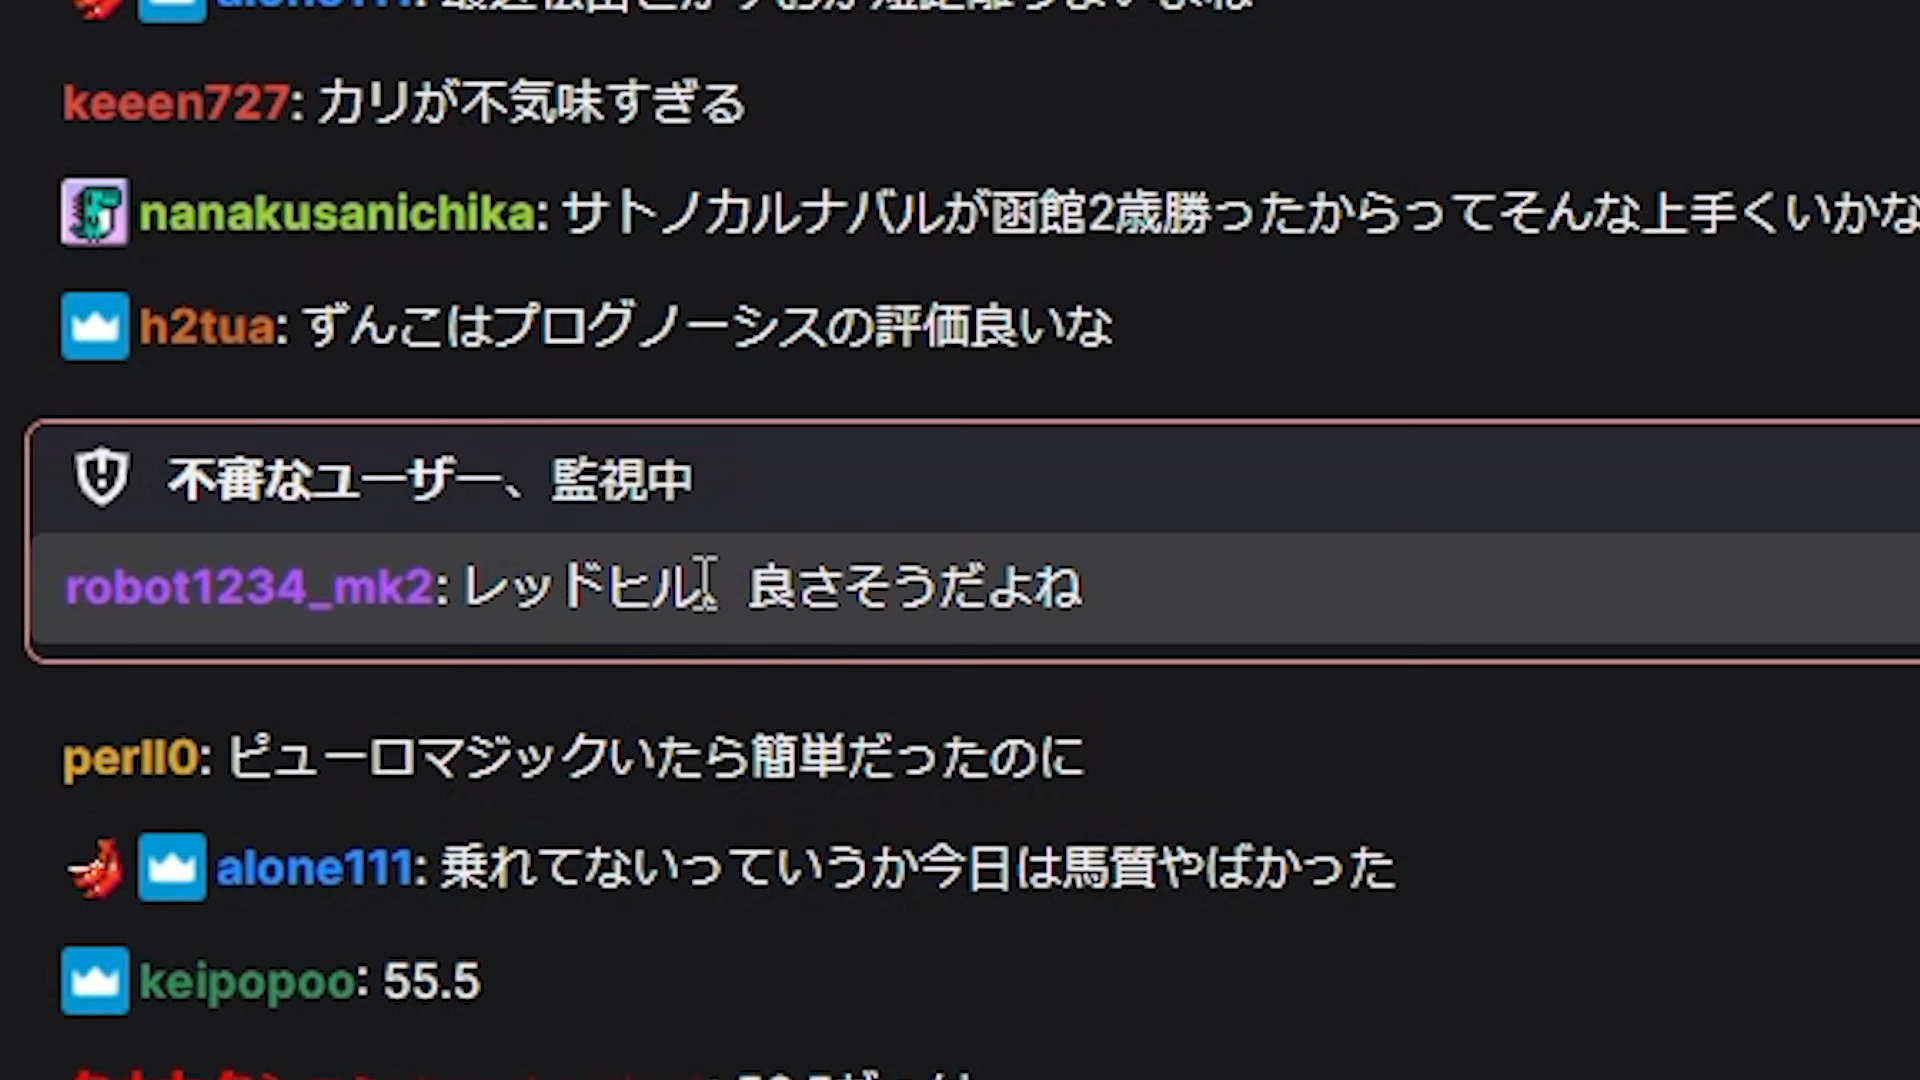 keeen727: カリが不気味すぎる
nanakusanichika: サトノカルナバルが函館2歳勝ったからってそんな上手くいかな
h2tua: ずんこはプログノーシスの評価良いな
不審なユーザー、監視中
robot1234_mk2: レッドヒル、良さそうだよね
perll0: ピューロマジックいたら簡単だったのに
alone111: 乗れてないっていうか今日は馬質やばかった
keipopoo: 55.5